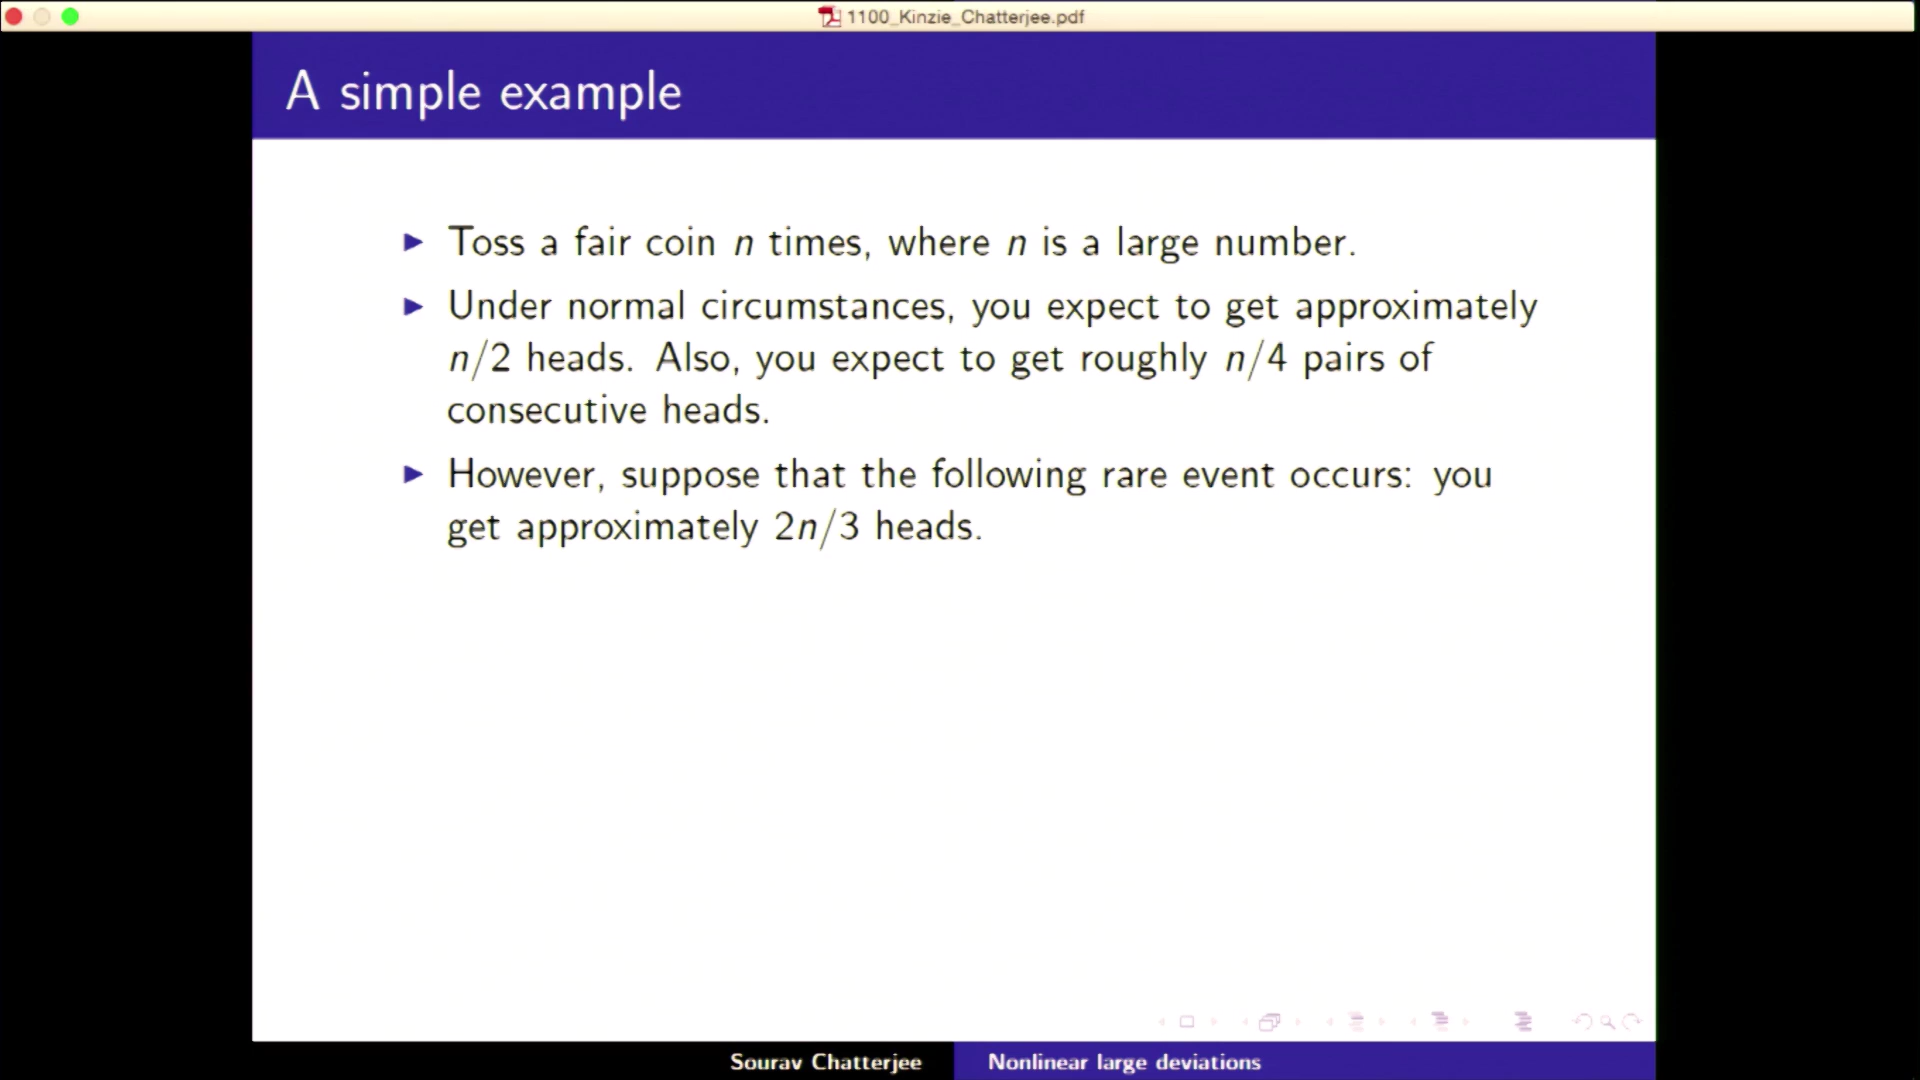 1100_Kinzie_Chatterjee.pdf
A simple example
▶ Toss a fair coin n times, where n is a large number.
▶ Under normal circumstances, you expect to get approximately
n/2 heads. Also, you expect to get roughly n/4 pairs of
consecutive heads.
▶ However, suppose that the following rare event occurs: you
get approximately 2n/3 heads.
Sourav Chatterjee
Nonlinear large deviations